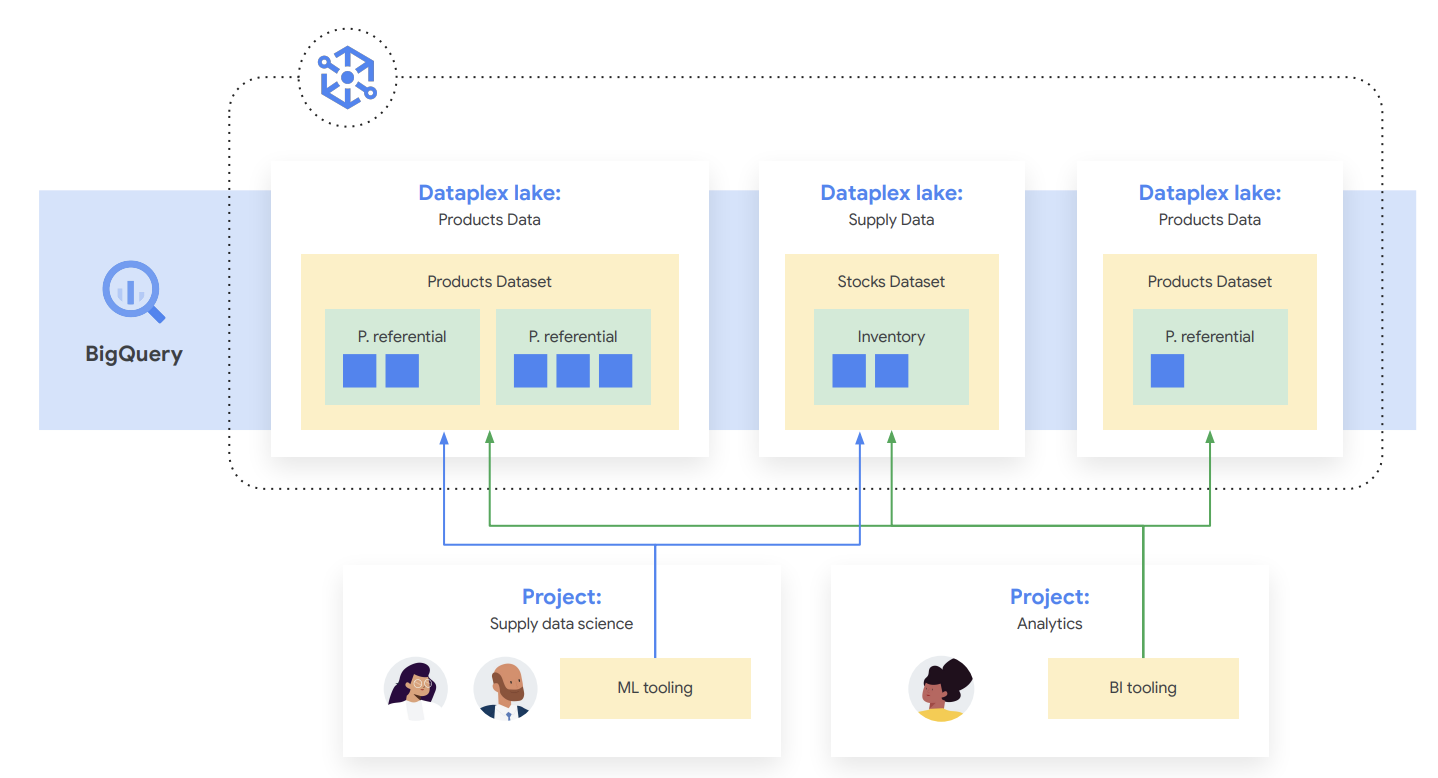 BigQuery
Dataplex lake:
Products Data
Products Dataset
P. referential
P. referential
Dataplex lake:
Supply Data
Stocks Dataset
Inventory
Dataplex lake:
Products Data
Products Dataset
P. referential
Project:
Supply data science
ML tooling
Project:
Analytics
BI tooling